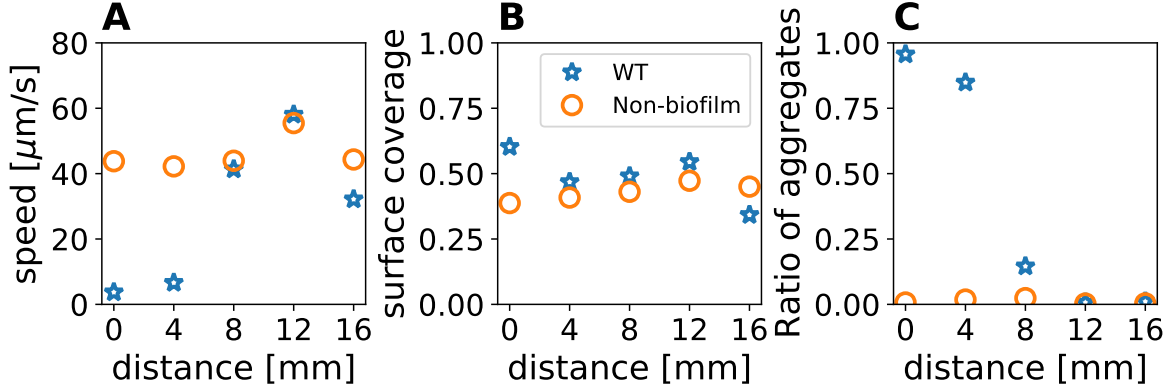 A
speed [μm/s]
80
60
40
20
0
0 4 8 12 16
distance [mm]
B
surface coverage
1.00
0.75
0.50
0.25
0.00
WT
Non-biofilm
0 4 8 12 16
distance [mm]
C
Ratio of aggregates
1.00
0.75
0.50
0.25
0.00
0 4 8 12 16
distance [mm]